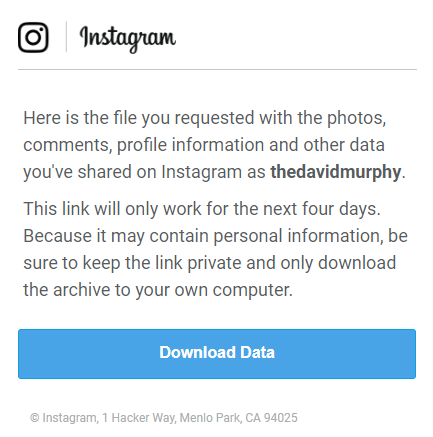 Instagram
Here is the file you requested with the photos,
comments, profile information and other data
you've shared on Instagram as thedavidmurphy.
This link will only work for the next four days.
Because it may contain personal information, be
sure to keep the link private and only download
the archive to your own computer.
Download Data
© Instagram, 1 Hacker Way, Menlo Park, CA 94025